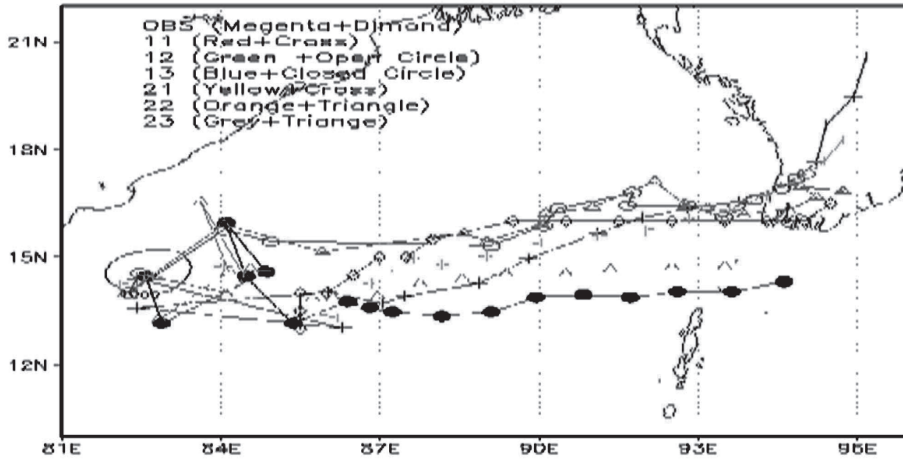 OBS (Megenta+Dimond)
21N
11 (Red+Cross)
12 (Green +Open Circle)
13 (Blue+Closed Circle)
21 (Yellow+Cross)
22 (Orange+Triangle)
23 (Grey+Triange)
18N
15N
12N
81E 84E 87E 90E 93E 96E